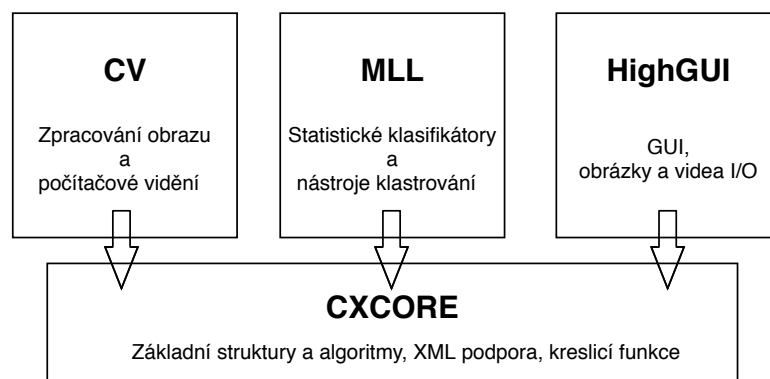 CV
Zpracování obrazu
a
počítačové vidění
MLL
Statistické klasifikátory
a
nástroje klastrování
HighGUI
GUI,
obrázky a videa I/O
CXCORE
Základní struktury a algoritmy, XML podpora, kreslicí funkce